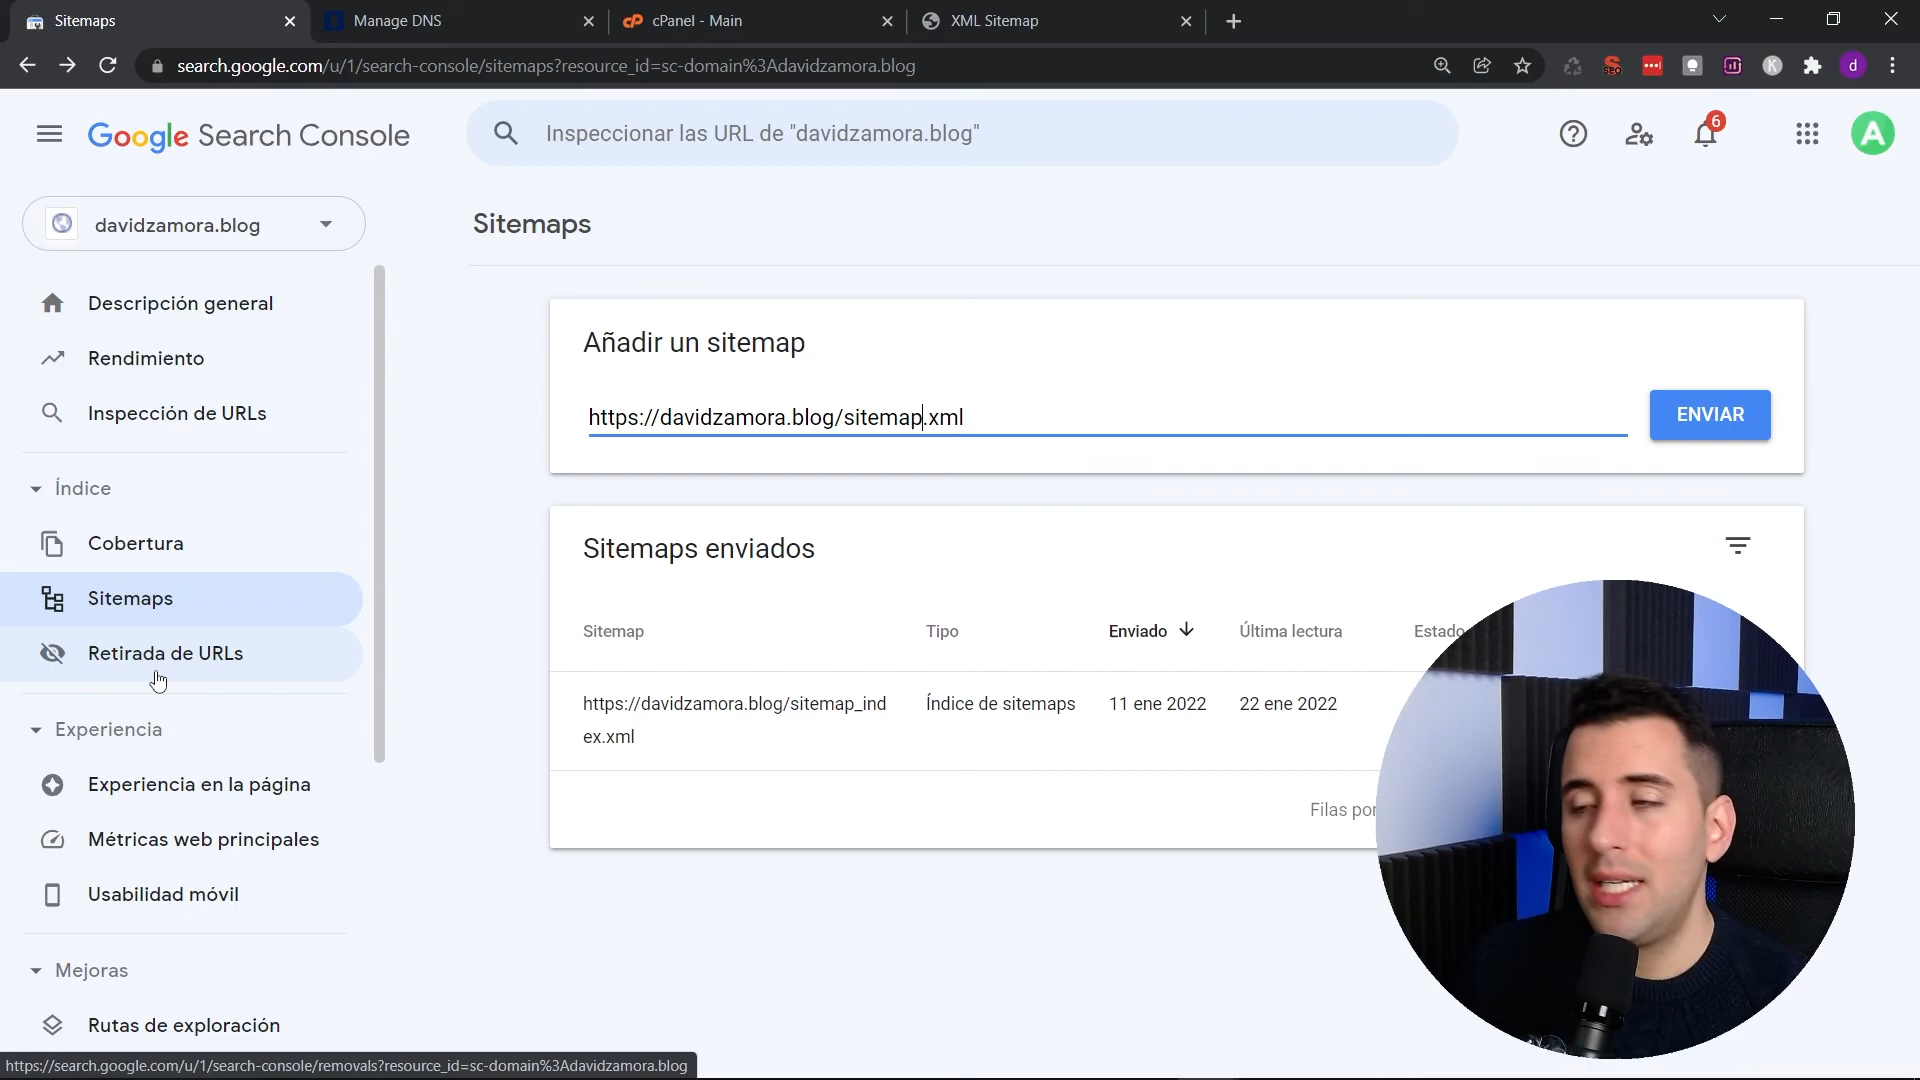 Sitemaps
Manage DNS
cPanel - Main
XML Sitemap
search.google.com/u/1/search-console/sitemaps?resource_id=sc-domain%3Adavidzamora.blog
SEO
K
d
Google Search Console
Inspeccionar las URL de "davidzamora.blog"
6
A
davidzamora.blog
Sitemaps
Descripción general
Rendimiento
Inspección de URLs
Índice
Cobertura
Sitemaps
Retirada de URLs
Experiencia
Experiencia en la página
Métricas web principales
Usabilidad móvil
Mejoras
Rutas de exploración
Añadir un sitemap
https://davidzamora.blog/sitemap.xml
ENVIAR
Sitemaps enviados
Sitemap Tipo Enviado Última lectura Estado
https://davidzamora.blog/sitemap_ind Índice de sitemaps 11 ene 2022 22 ene 2022
ex.xml
Filas por
https://search.google.com/u/1/search-console/removals?resource_id=sc-domain%3Adavidzamora.blog